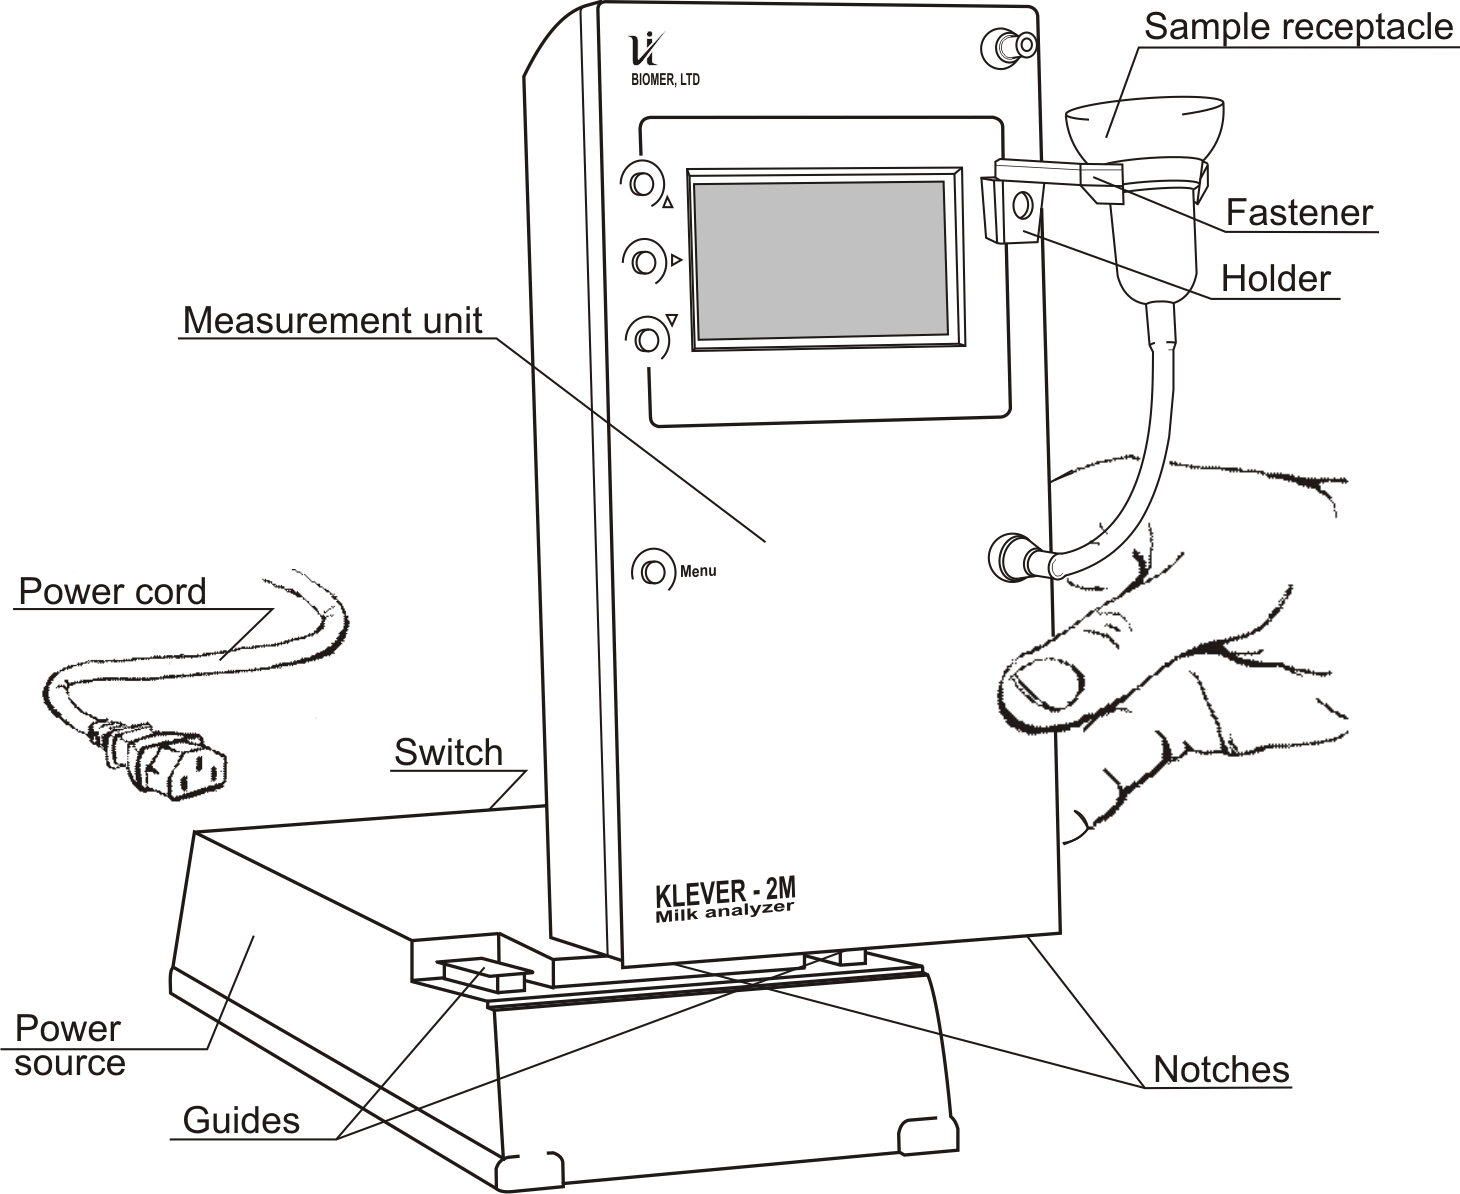 Sample receptacle
BIOMER, LTD
Fastener
Holder
Measurement unit
Menu
Power cord
Switch
KLEVER - 2M
Milk analyzer
Power
source
Notches
Guides